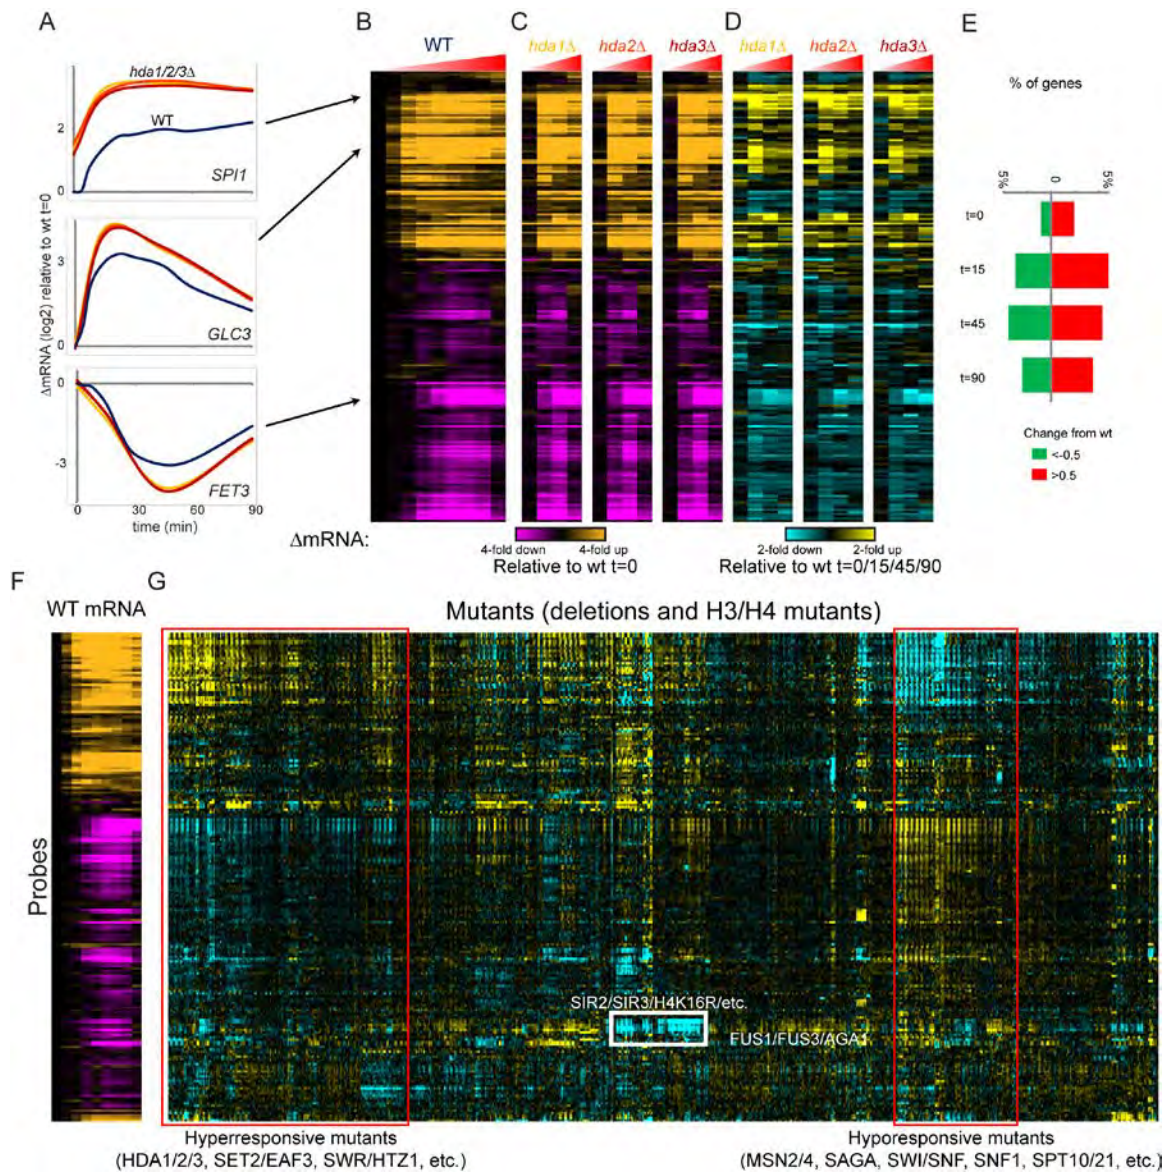 A
B
C
D
E
WT
hda1Δ
hda2Δ
hda3Δ
hda1Δ
hda2Δ
hda3Δ
% of genes
hda1/2/3Δ
WT
2
0
SPI1
ΔmRNA (log2) relative to wt t=0
3
0
GLC3
0
-3
FET3
0
30
60
90
time (min)
5%
0
5%
t=0
t=15
t=45
t=90
Change from wt
<-0.5
>0.5
ΔmRNA:
4-fold down
4-fold up
Relative to wt t=0
2-fold down
2-fold up
Relative to wt t=0/15/45/90
F
G
WT mRNA
Mutants (deletions and H3/H4 mutants)
Probes
SIR2/SIR3/H4K16R/etc.
FUS1/FUS3/AGA1
Hyperresponsive mutants
(HDA1/2/3, SET2/EAF3, SWR/HTZ1, etc.)
Hyporesponsive mutants
(MSN2/4, SAGA, SWI/SNF, SNF1, SPT10/21, etc.)